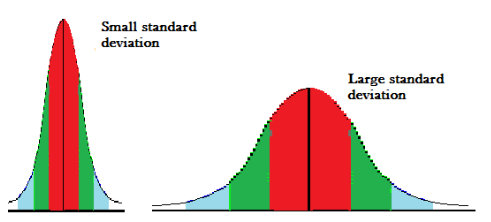 Small standard
deviation
Large standard
deviation